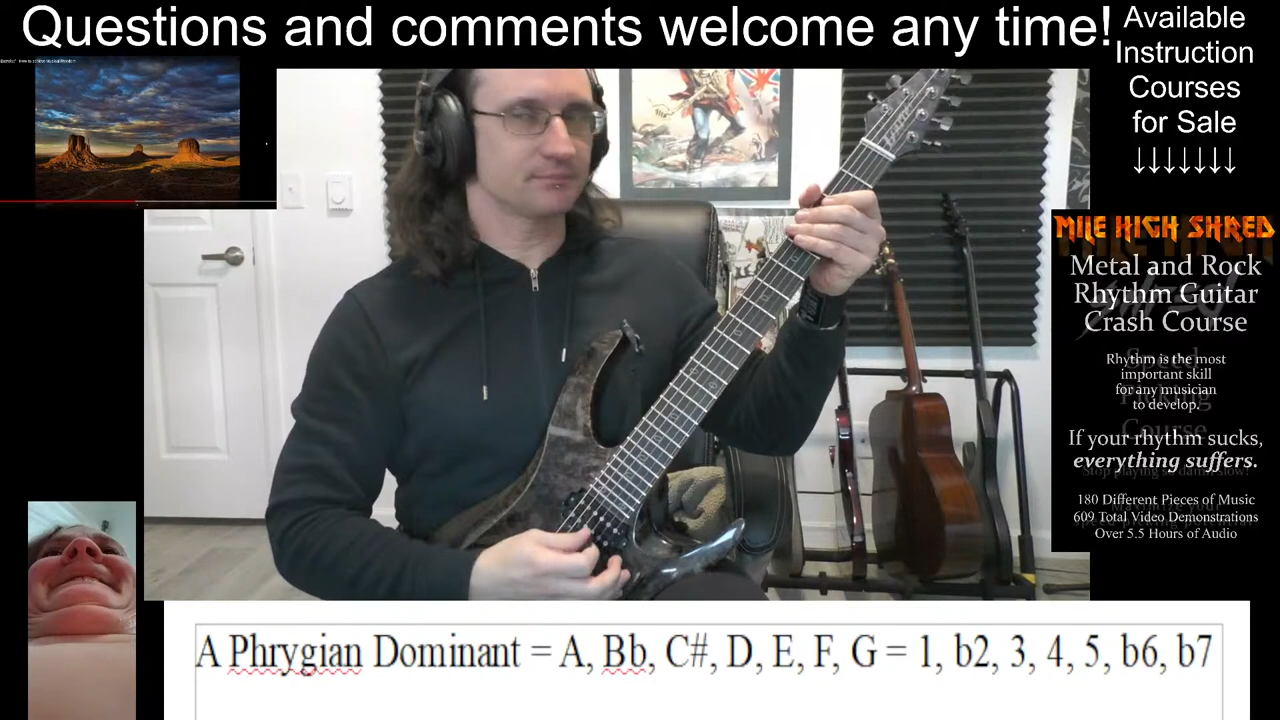 Questions and comments welcome any time!
Available
Instruction
Courses
for Sale
↓↓↓↓↓↓↓
MILE HIGH SHRED
Metal and Rock
Rhythm Guitar
Crash Course
Rhythm is the most
important skill
for any musician
to develop.
If your rhythm sucks,
everything suffers.
180 Different Pieces of Music
609 Total Video Demonstrations
Over 5.5 Hours of Audio
A Phrygian Dominant = A, Bb, C#, D, E, F, G = 1, b2, 3, 4, 5, b6, b7